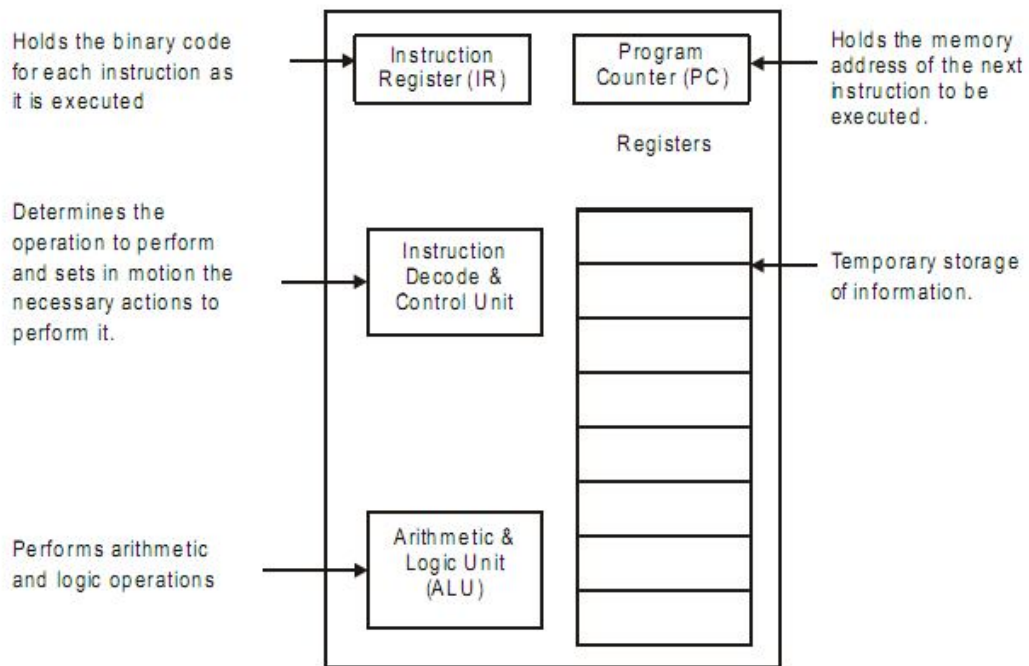 Holds the binary code
for each instruction as
it is executed
Instruction
Register (IR)
Program
Counter (PC)
Holds the memory
address of the next
instruction to be
executed.
Registers
Determines the
operation to perform
and sets in motion the
necessary actions to
perform it.
Instruction
Decode &
Control Unit
Temporary storage
of information.
Performs arithmetic
and logic operations
Arithmetic &
Logic Unit
(ALU)